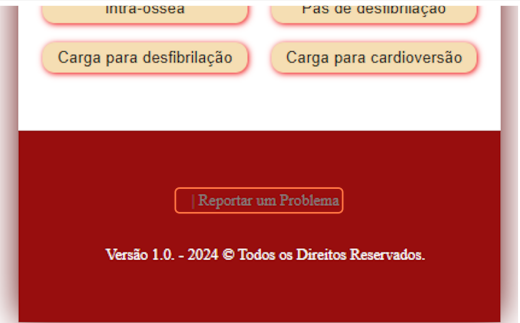 Intra-óssea
Pás de desfibrilação
Carga para desfibrilação
Carga para cardioversão
| Reportar um Problema
Versão 1.0. - 2024 © Todos os Direitos Reservados.